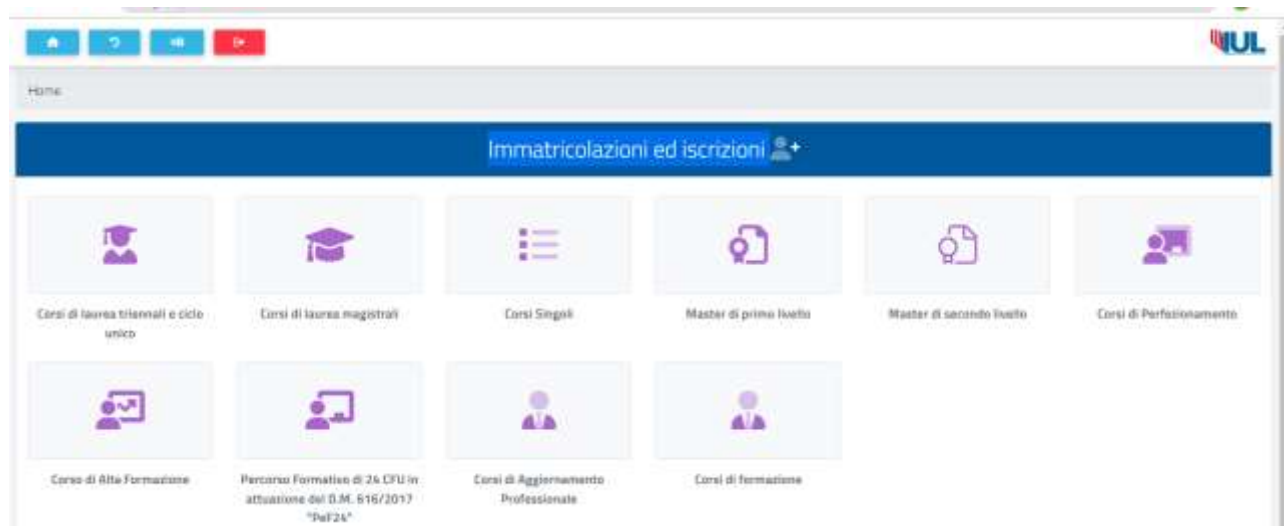 IUL
Home
Immatricolazioni ed iscrizioni
Corsi di laurea triennali e ciclo
unico
Corsi di laurea magistrali
Corsi Singoli
Master di primo livello
Master di secondo livello
Corsi di Perfezionamento
Corso di Alta Formazione
Percorso Formativo di 24 CFU in
attuazione del D.M. 616/2017
"PeF24"
Corsi di Aggiornamento
Professionale
Corsi di formazione